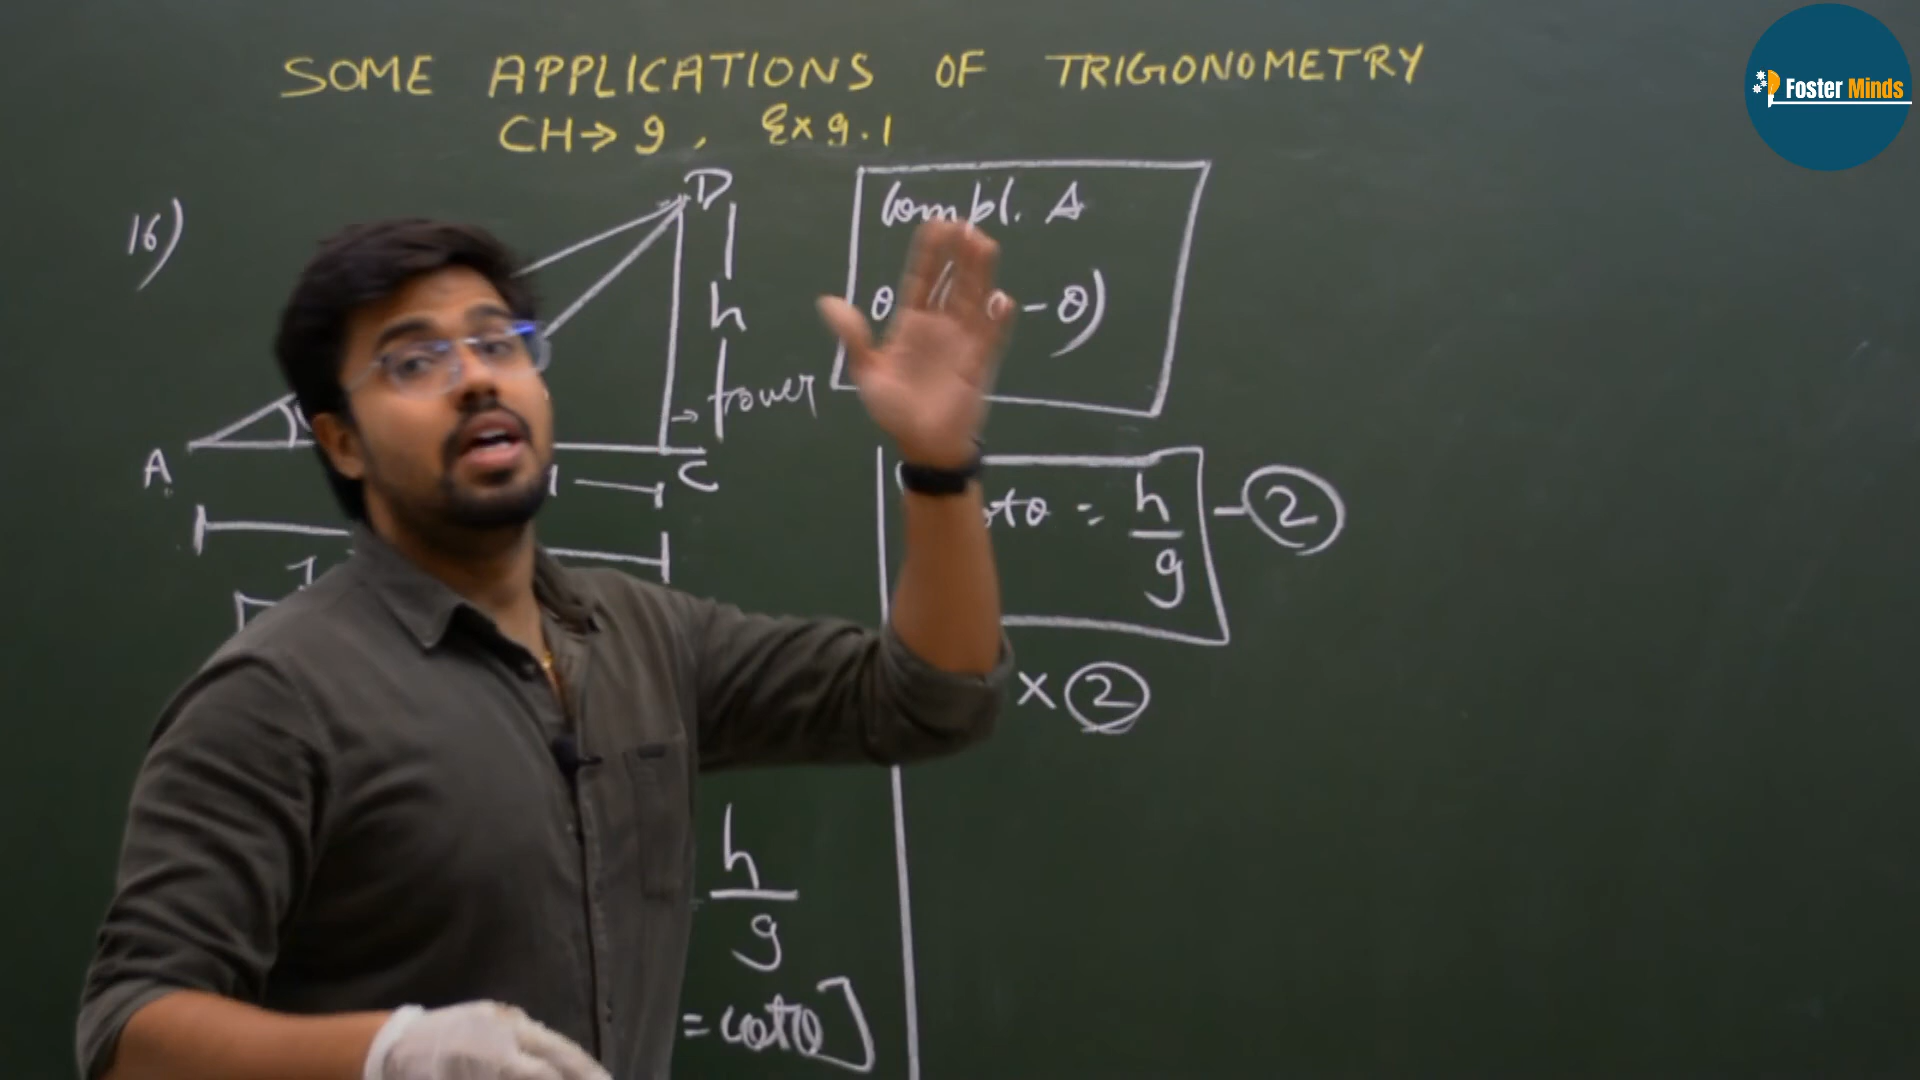 Foster Minds
SOME APPLICATIONS OF TRIGONOMETRY
CH→9, Ex 9.1
16)
D
h
tower
A
C
Compl. A
θ - θ)
cotθ = h/9 - 2
× 2
h/9
= cotθ]